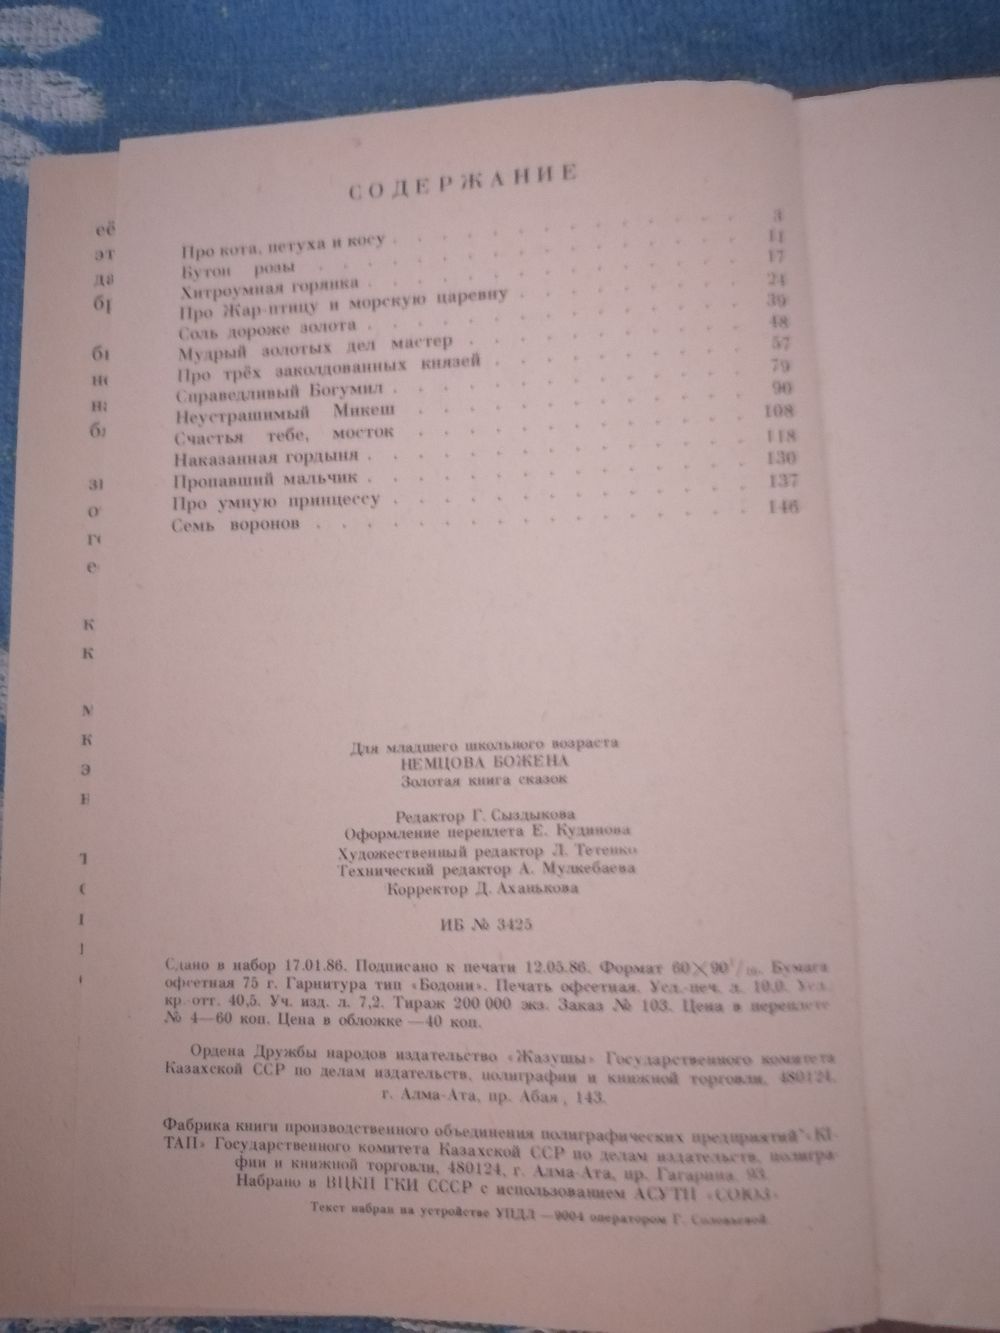 СОДЕРЖАНИЕ
Про кота, петуха и косу . . . . . . . . . . . . . . 3
Бутон розы . . . . . . . . . . . . . . . . 11
Хитроумная горянка . . . . . . . . . . . . . . . 17
Про Жар-птицу и морскую царевну . . . . . . . . . 24
Соль дороже золота . . . . . . . . . . . . . . . 39
Мудрый золотых дел мастер . . . . . . . . . . . 48
Про трёх заколдованных князей . . . . . . . . . . 57
Справедливый Богумил . . . . . . . . . . . . . . 79
Неустрашимый Микеш . . . . . . . . . . . . . 90
Счастья тебе, мосток . . . . . . . . . . . . . 108
Наказанная гордыня . . . . . . . . . . . . . . . 118
Пропавший мальчик . . . . . . . . . . . . . . . 130
Про умную принцессу . . . . . . . . . . . . . . 137
Семь воронов . . . . . . . . . . . . . . . . . 146
Для младшего школьного возраста
НЕМЦОВА БОЖЕНА
Золотая книга сказок
Редактор Г. Сыздыкова
Оформление переплета Е. Кудинова
Художественный редактор Л. Тетенко
Технический редактор А. Мулкебаева
Корректор Д. Аханькова
ИБ № 3425
Сдано в набор 17.01.86. Подписано к печати 12.05.86. Формат 60×90 1/16. Бумага
офсетная 75 г. Гарнитура тип «Бодони». Печать офсетная. Усл.-печ. л. 10,0. Усл.
кр.-отт. 40,5. Уч. изд. л. 7,2. Тираж 200 000 экз. Заказ № 103. Цена в переплете
№ 4—60 коп. Цена в обложке —40 коп.
Ордена Дружбы народов издательство «Жазушы» Государственного комитета
Казахской ССР по делам издательств, полиграфии и книжной торговли, 480124,
г. Алма-Ата, пр. Абая, 143.
Фабрика книги производственного объединения полиграфических предприятий «КІ-
ТАП» Государственного комитета Казахской ССР по делам издательств, полигра-
фии и книжной торговли, 480124, г. Алма-Ата, пр. Гагарина, 93.
Набрано в ВЦКП ГКИ СССР с использованием АСУТП «СОЮЗ»
Текст набран на устройстве УПДЛ —9004 оператором Г. Соловьевой.